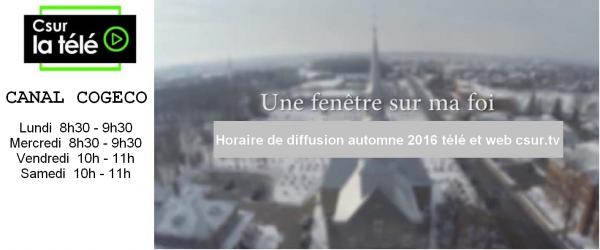 Csur
la télé
CANAL COGECO
Lundi 8h30 - 9h30
Mercredi 8h30 - 9h30
Vendredi 10h - 11h
Samedi 10h - 11h
Une fenêtre sur ma foi
Horaire de diffusion automne 2016 télé et web csur.tv